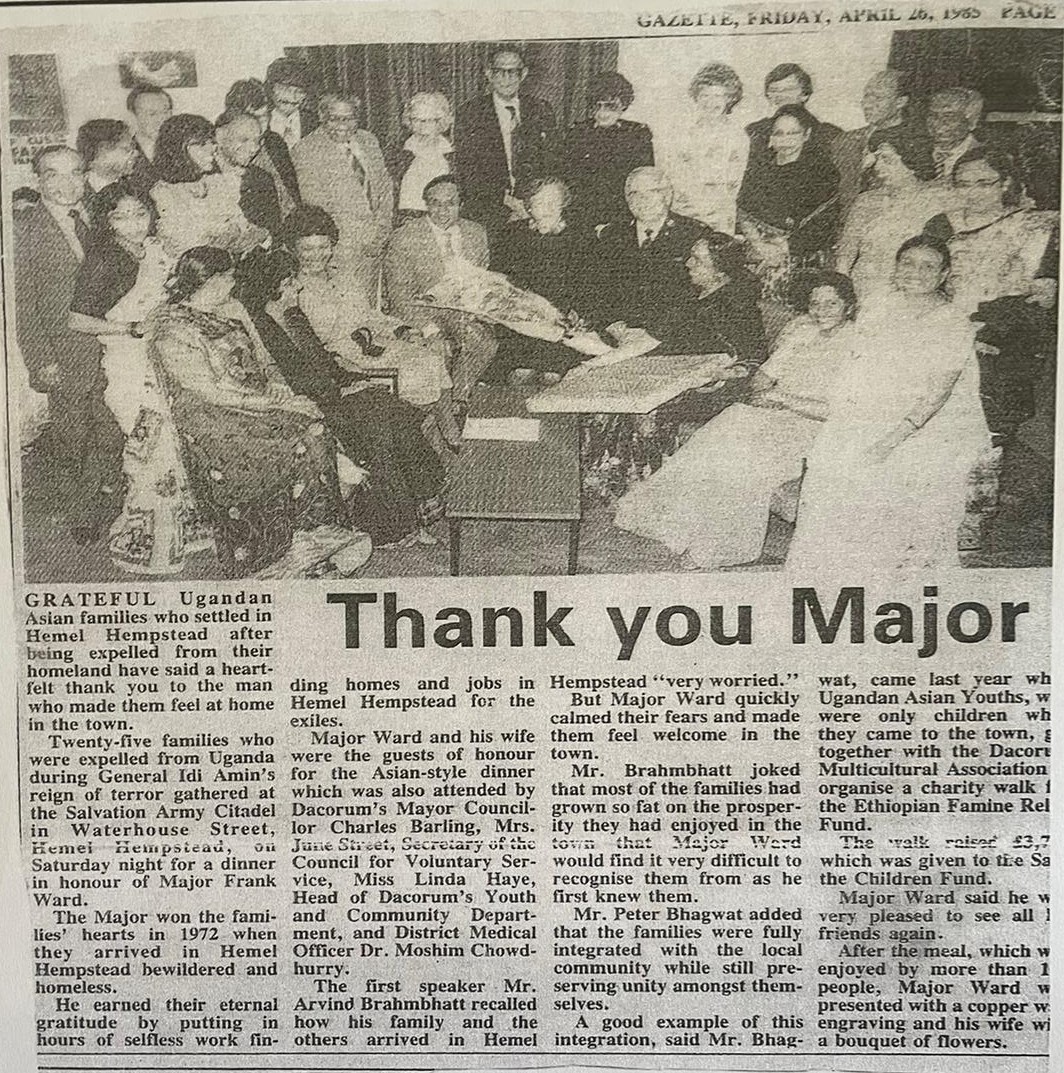 GAZETTE, FRIDAY, APRIL 26, 1985 PAGE
Thank you Major
GRATEFUL Ugandan
Asian families who settled in
Hemel Hempstead after
being expelled from their
homeland have said a heart-
felt thank you to the man
who made them feel at home
in the town.
Twenty-five families who
were expelled from Uganda
during General Idi Amin's
reign of terror gathered at
the Salvation Army Citadel
in Waterhouse Street,
Hemel Hempstead, on
Saturday night for a dinner
in honour of Major Frank
Ward.
The Major won the fami-
lies' hearts in 1972 when
they arrived in Hemel
Hempstead bewildered and
homeless.
He earned their eternal
gratitude by putting in
hours of selfless work fin-
ding homes and jobs in
Hemel Hempstead for the
exiles.
Major Ward and his wife
were the guests of honour
for the Asian-style dinner
which was also attended by
Dacorum's Mayor Council-
lor Charles Barling, Mrs.
June Street, Secretary of the
Council for Voluntary Ser-
vice, Miss Linda Haye,
Head of Dacorum's Youth
and Community Depart-
ment, and District Medical
Officer Dr. Moshim Chowd-
hurry.
The first speaker Mr.
Arvind Brahmbhatt recalled
how his family and the
others arrived in Hemel
Hempstead "very worried."
But Major Ward quickly
calmed their fears and made
them feel welcome in the
town.
Mr. Brahmbhatt joked
that most of the families had
grown so fat on the prosper-
ity they had enjoyed in the
town that Major Ward
would find it very difficult to
recognise them from as he
first knew them.
Mr. Peter Bhagwat added
that the families were fully
integrated with the local
community while still pre-
serving unity amongst them-
selves.
A good example of this
integration, said Mr. Bhag-
wat, came last year wh
Ugandan Asian Youths, w
were only children wh
they came to the town,
together with the Dacor
Multicultural Association
organise a charity walk
the Ethiopian Famine Rel
Fund.
The walk raised £3,7
which was given to the Sa
the Children Fund.
Major Ward said he w
very pleased to see all
friends again.
After the meal, which w
enjoyed by more than 1
people, Major Ward w
presented with a copper w
engraving and his wife wi
a bouquet of flowers.